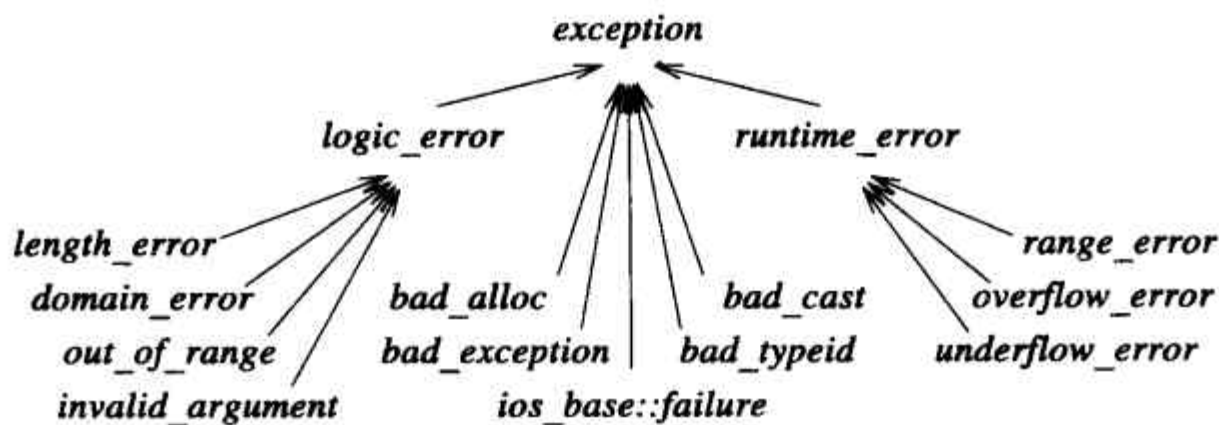 exception
logic_error runtime_error
length_error range_error
domain_error bad_alloc bad_cast overflow_error
out_of_range bad_exception bad_typeid underflow_error
invalid_argument ios_base::failure